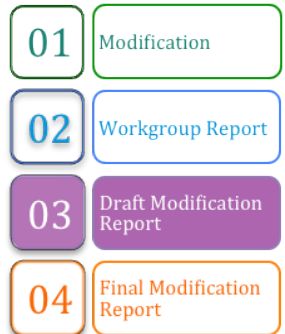 01 Modification
02 Workgroup Report
03 Draft Modification
Report
04 Final Modification
Report